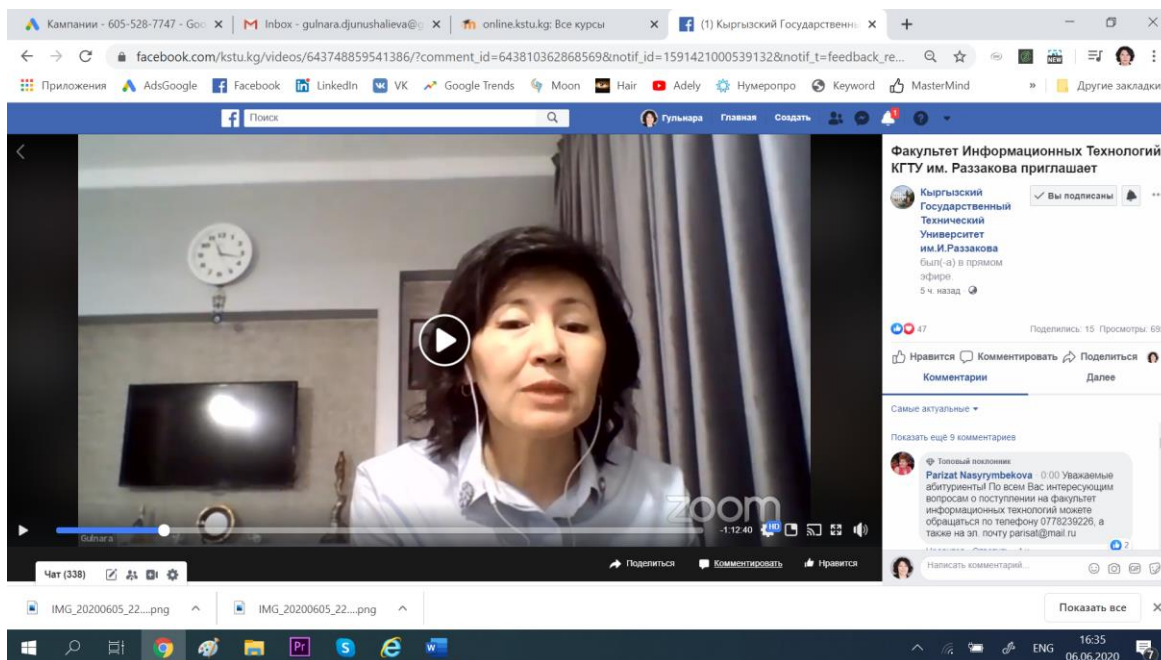 Кампании - 605-528-7747 - Goo
Inbox - gulnara.djunushalieva@g
online.kstu.kg: Все курсы
(1) Кыргызский Государственны
facebook.com/kstu.kg/videos/643748859541386/?comment_id=643810362868569&notif_id=1591421000539132&notif_t=feedback_re...
Приложения AdsGoogle Facebook LinkedIn VK Google Trends Moon Hair Adely Нумеропро Keyword MasterMind » Другие закладки
Поиск
Гульнара Главная Создать
Факультет Информационных Технологий
КГТУ им. Раззакова приглашает
Кыргызский
Государственный
Технический
Университет
им.И.Раззакова
был(-а) в прямом
эфире.
5 ч. назад
Вы подписаны
47
Поделились: 15 Просмотры: 69
Нравится Комментировать Поделиться
Комментарии Далее
Самые актуальные
Показать ещё 9 комментариев
Топовый поклонник
Parizat Nasyrymbekova · 0:00 Уважаемые
абитуриенты! По всем Вас интересующим
вопросам о поступлении на факультет
информационных технологий можете
обращаться по телефону 0778239226, а
также на эл. почту parisat@mail.ru
2
Написать комментарий...
zoom
-1:12:40 HD
Gulnara
Поделиться Комментировать Нравится
Чат (338)
IMG_20200605_22....png
IMG_20200605_22....png
Показать все
ENG
16:35
06.06.2020
7